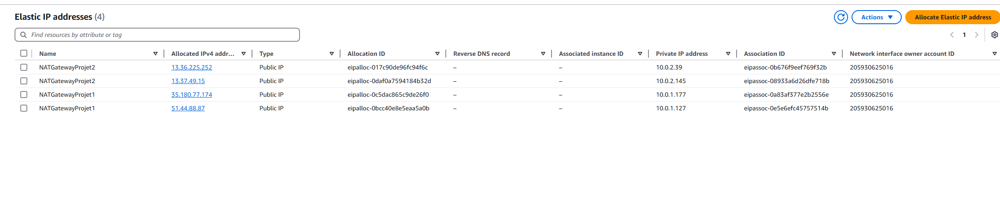 Elastic IP addresses (4)
Actions
Allocate Elastic IP address
Find resources by attribute or tag
1
Name Allocated IPv4 addr... Type Allocation ID Reverse DNS record Associated instance ID Private IP address Association ID Network interface owner account ID
NATGatewayProjet2 13.36.225.252 Public IP eipalloc-017c90de96fc94f6c – – 10.0.2.39 eipassoc-0b676f9eef769f32b 205930625016
NATGatewayProjet2 13.37.49.15 Public IP eipalloc-0daf0a7594184b32d – – 10.0.2.145 eipassoc-08933a6d26dfe718b 205930625016
NATGatewayProjet1 35.180.77.174 Public IP eipalloc-0c5dac865c9de26f0 – – 10.0.1.177 eipassoc-0a83af377e2b2556e 205930625016
NATGatewayProjet1 51.44.88.87 Public IP eipalloc-0bcc40e8e5eaa5a0b – – 10.0.1.127 eipassoc-0e5e6efc45757514b 205930625016